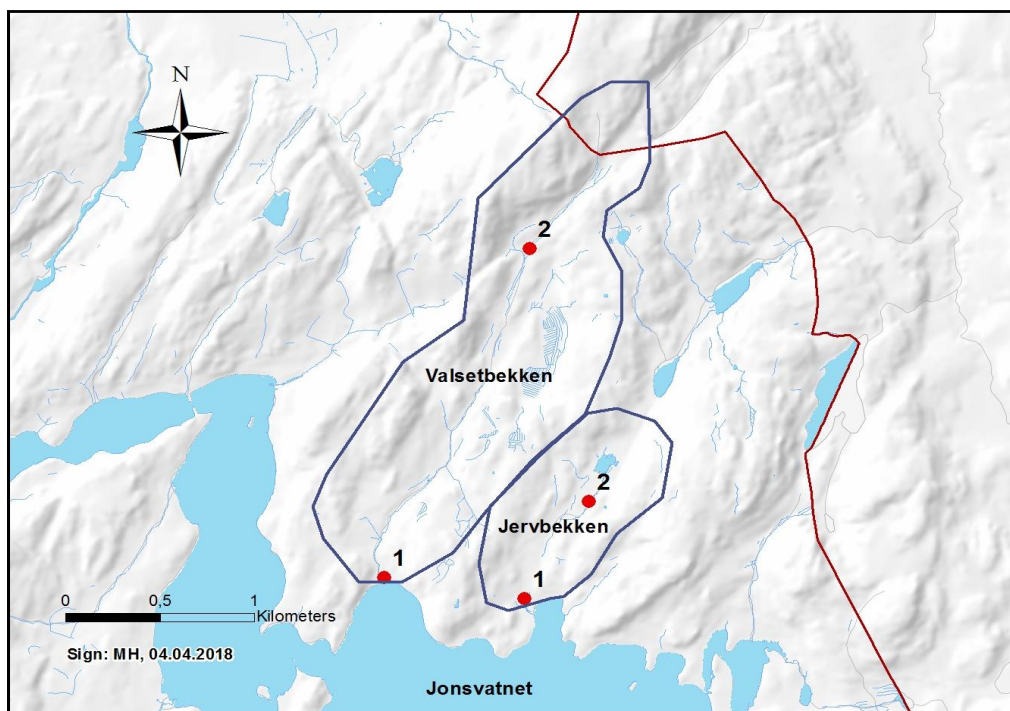 N
2
Valsetbekken
2
Jervbekken
1
1
0 0,5 1
Kilometers
Sign: MH, 04.04.2018
Jonsvatnet